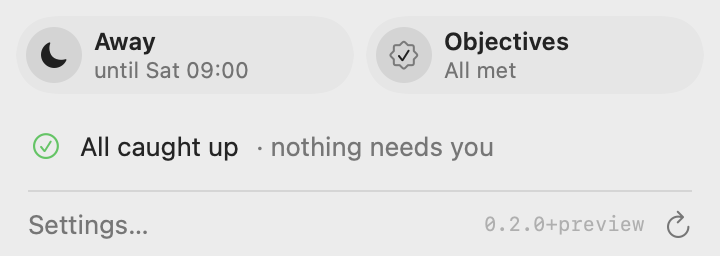 Away
until Sat 09:00
Objectives
All met
All caught up · nothing needs you
Settings...
0.2.0+preview